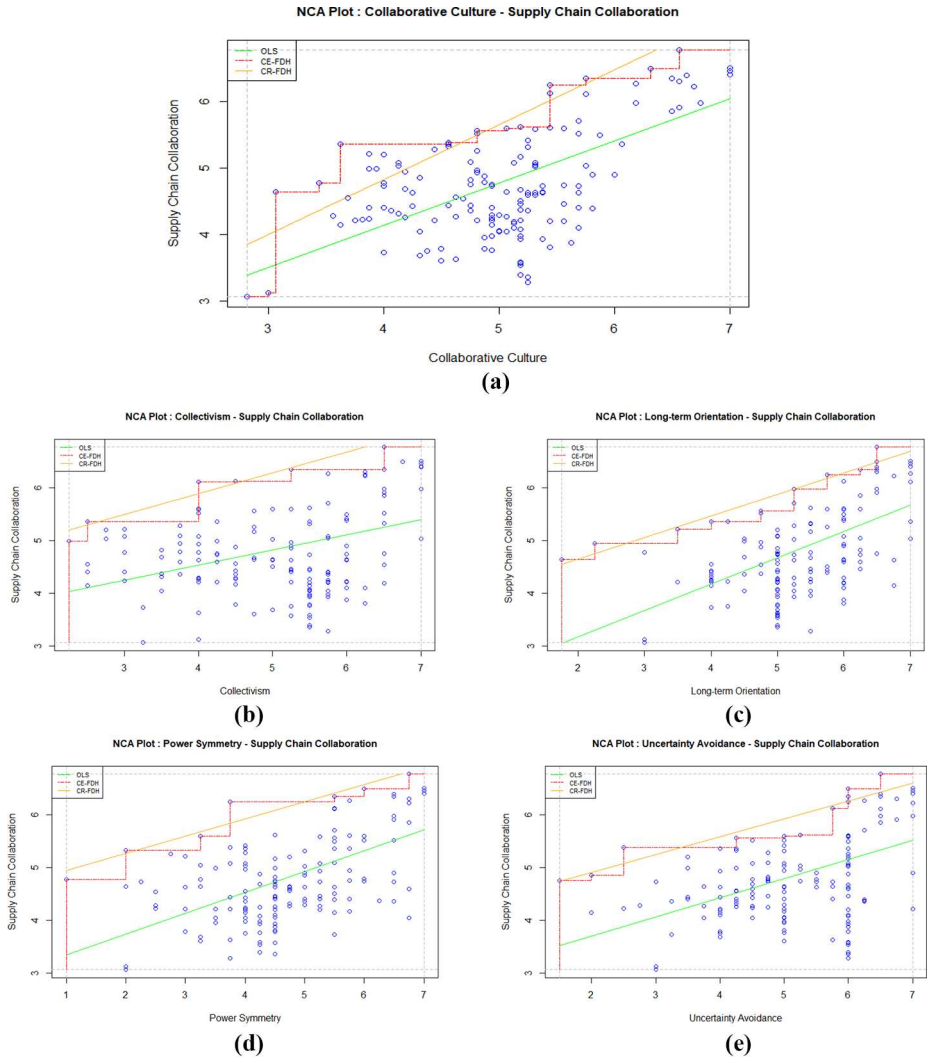 NCA Plot : Collaborative Culture - Supply Chain Collaboration
OLS
CE-FDH
CR-FDH
Supply Chain Collaboration
6
5
4
3
3 4 5 6 7
Collaborative Culture
(a)
NCA Plot : Collectivism - Supply Chain Collaboration
OLS
CE-FDH
CR-FDH
Supply Chain Collaboration
6
5
4
3
3 4 5 6 7
Collectivism
(b)
NCA Plot : Long-term Orientation - Supply Chain Collaboration
OLS
CE-FDH
CR-FDH
Supply Chain Collaboration
6
5
4
3
2 3 4 5 6 7
Long-term Orientation
(c)
NCA Plot : Power Symmetry - Supply Chain Collaboration
OLS
CE-FDH
CR-FDH
Supply Chain Collaboration
6
5
4
3
1 2 3 4 5 6 7
Power Symmetry
(d)
NCA Plot : Uncertainty Avoidance - Supply Chain Collaboration
OLS
CE-FDH
CR-FDH
Supply Chain Collaboration
6
5
4
3
2 3 4 5 6 7
Uncertainty Avoidance
(e)